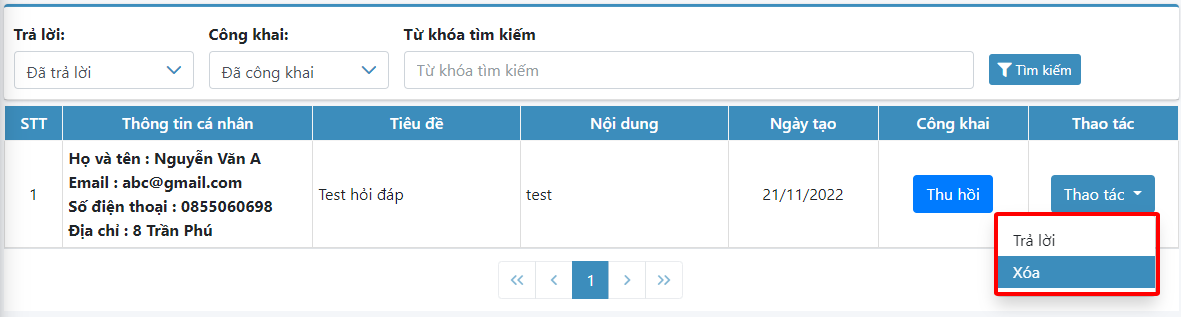 Trả lời:
Công khai:
Từ khóa tìm kiếm
Đã trả lời
Đã công khai
Từ khóa tìm kiếm
Tìm kiếm
STT
Thông tin cá nhân
Tiêu đề
Nội dung
Ngày tạo
Công khai
Thao tác
1
Họ và tên : Nguyễn Văn A
Email : abc@gmail.com
Số điện thoại : 0855060698
Địa chỉ : 8 Trần Phú
Test hỏi đáp
test
21/11/2022
Thu hồi
Thao tác
Trả lời
Xóa
1